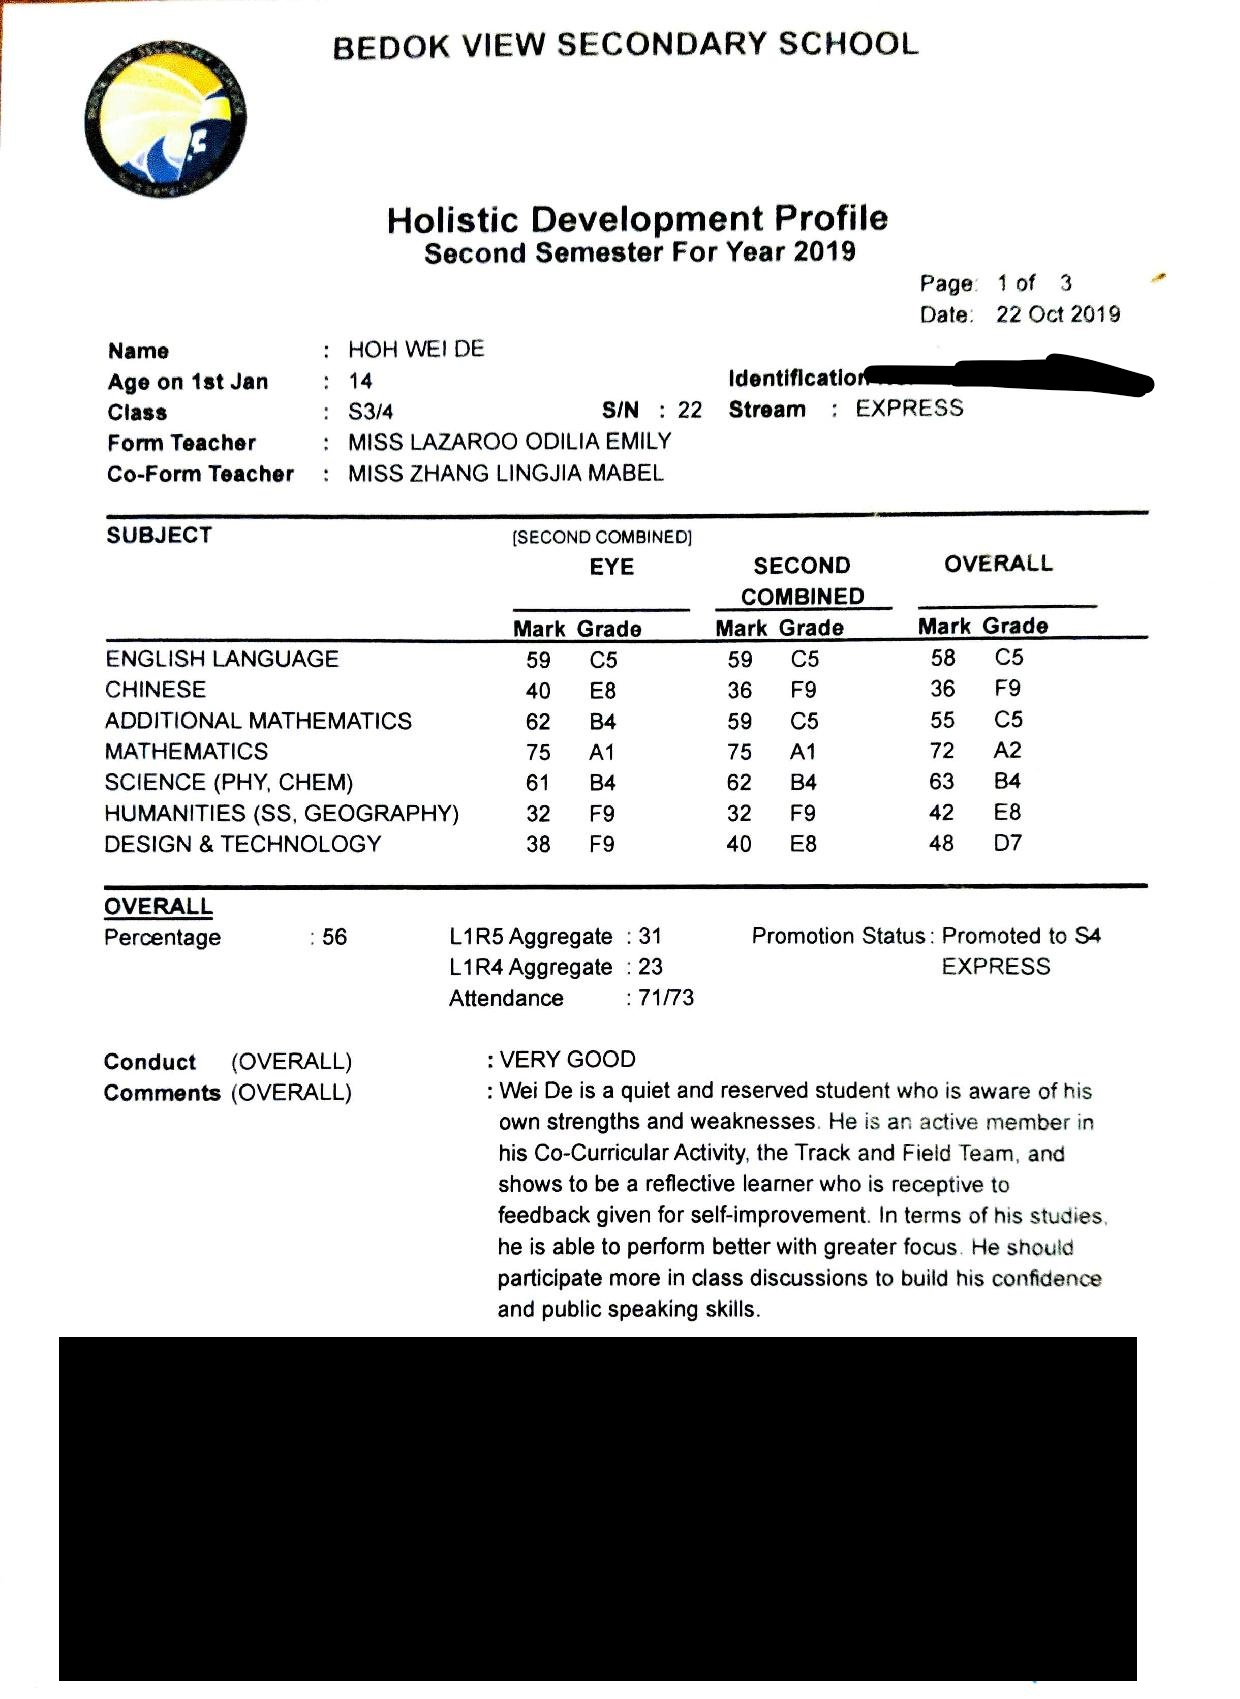 BEDOK VIEW SECONDARY SCHOOL
Holistic Development Profile
Second Semester For Year 2019
Page: 1 of 3
Date: 22 Oct 2019
Name : HOH WEI DE
Age on 1st Jan : 14 Identification
Class : S3/4 S/N : 22 Stream : EXPRESS
Form Teacher : MISS LAZAROO ODILIA EMILY
Co-Form Teacher : MISS ZHANG LINGJIA MABEL
SUBJECT [SECOND COMBINED]
EYE SECOND OVERALL
COMBINED
Mark Grade Mark Grade Mark Grade
ENGLISH LANGUAGE 59 C5 59 C5 58 C5
CHINESE 40 E8 36 F9 36 F9
ADDITIONAL MATHEMATICS 62 B4 59 C5 55 C5
MATHEMATICS 75 A1 75 A1 72 A2
SCIENCE (PHY, CHEM) 61 B4 62 B4 63 B4
HUMANITIES (SS, GEOGRAPHY) 32 F9 32 F9 42 E8
DESIGN & TECHNOLOGY 38 F9 40 E8 48 D7
OVERALL
Percentage : 56 L1R5 Aggregate : 31 Promotion Status : Promoted to S4
L1R4 Aggregate : 23 EXPRESS
Attendance : 71/73
Conduct (OVERALL) : VERY GOOD
Comments (OVERALL) : Wei De is a quiet and reserved student who is aware of his
own strengths and weaknesses. He is an active member in
his Co-Curricular Activity, the Track and Field Team, and
shows to be a reflective learner who is receptive to
feedback given for self-improvement. In terms of his studies,
he is able to perform better with greater focus. He should
participate more in class discussions to build his confidence
and public speaking skills.